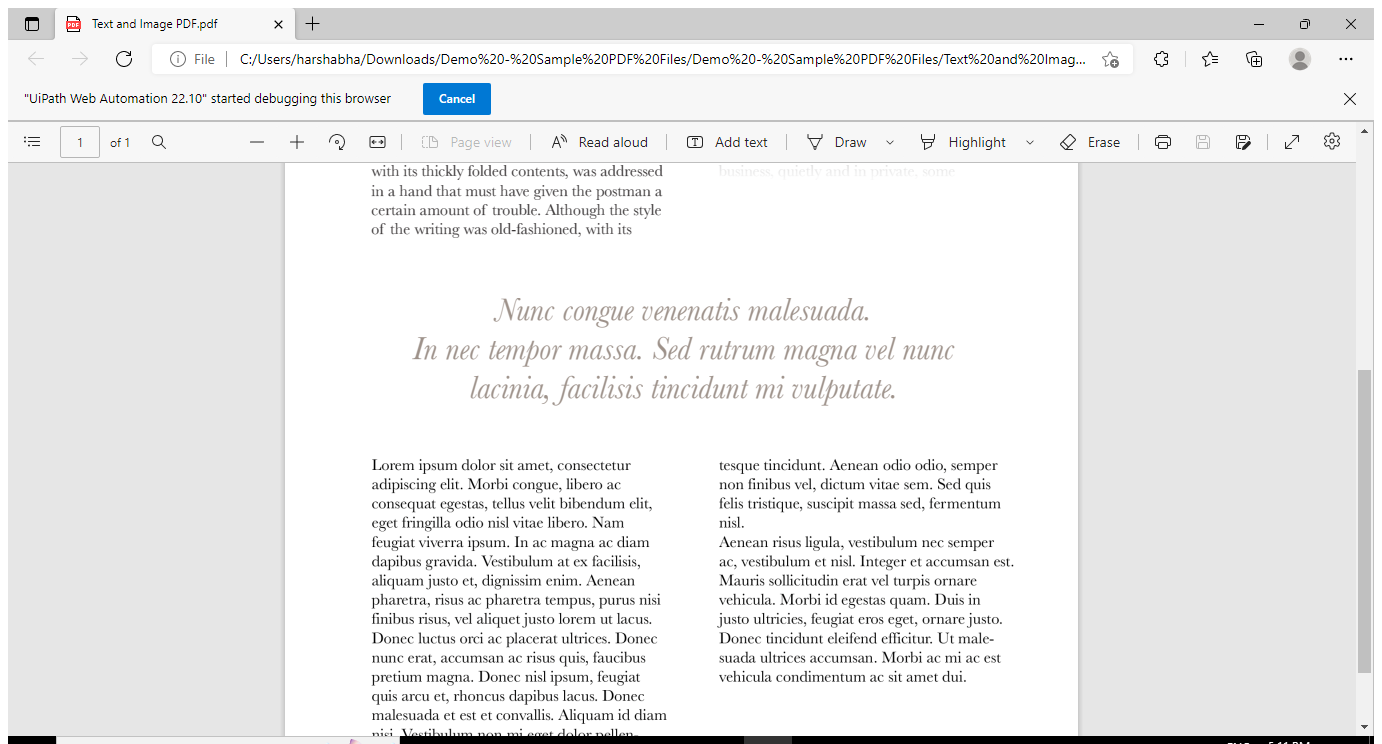 Text and Image PDF.pdf
File
C:/Users/harshabha/Downloads/Demo%20-%20Sample%20PDF%20Files/Demo%20-%20Sample%20PDF%20Files/Text%20and%20Imag...
"UiPath Web Automation 22.10" started debugging this browser
Cancel
1 of 1
Page view
Read aloud
Add text
Draw
Highlight
Erase
with its thickly folded contents, was addressed
in a hand that must have given the postman a
certain amount of trouble. Although the style
of the writing was old-fashioned, with its
business, quietly and in private, some
Nunc congue venenatis malesuada.
In nec tempor massa. Sed rutrum magna vel nunc
lacinia, facilisis tincidunt mi vulputate.
Lorem ipsum dolor sit amet, consectetur
adipiscing elit. Morbi congue, libero ac
consequat egestas, tellus velit bibendum elit,
eget fringilla odio nisl vitae libero. Nam
feugiat viverra ipsum. In ac magna ac diam
dapibus gravida. Vestibulum at ex facilisis,
aliquam justo et, dignissim enim. Aenean
pharetra, risus ac pharetra tempus, purus nisi
finibus risus, vel aliquet justo lorem ut lacus.
Donec luctus orci ac placerat ultrices. Donec
nunc erat, accumsan ac risus quis, faucibus
pretium magna. Donec nisl ipsum, feugiat
quis arcu et, rhoncus dapibus lacus. Donec
malesuada et est et convallis. Aliquam id diam
nisi. Vestibulum non mi eget dolor pellen-
tesque tincidunt. Aenean odio odio, semper
non finibus vel, dictum vitae sem. Sed quis
felis tristique, suscipit massa sed, fermentum
nisl.
Aenean risus ligula, vestibulum nec semper
ac, vestibulum et nisl. Integer et accumsan est.
Mauris sollicitudin erat vel turpis ornare
vehicula. Morbi id egestas quam. Duis in
justo ultricies, feugiat eros eget, ornare justo.
Donec tincidunt eleifend efficitur. Ut male-
suada ultrices accumsan. Morbi ac mi ac est
vehicula condimentum ac sit amet dui.